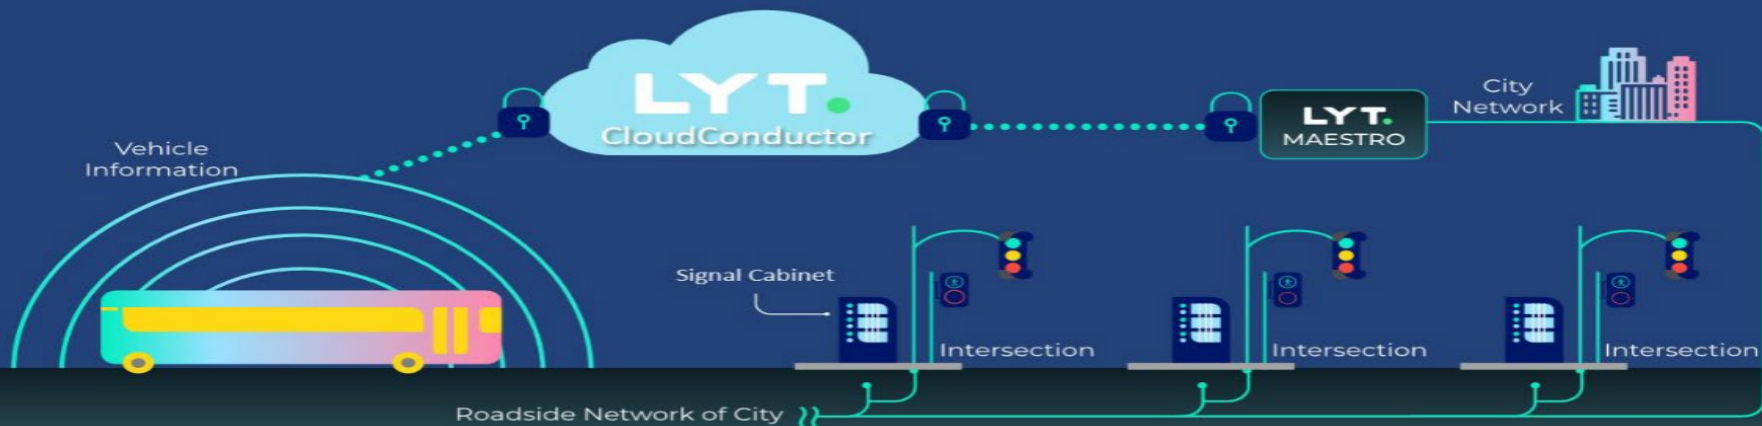 LYT.
CloudConductor
LYT.
MAESTRO
City
Network
Vehicle
Information
Signal Cabinet
Intersection
Intersection
Intersection
Roadside Network of City